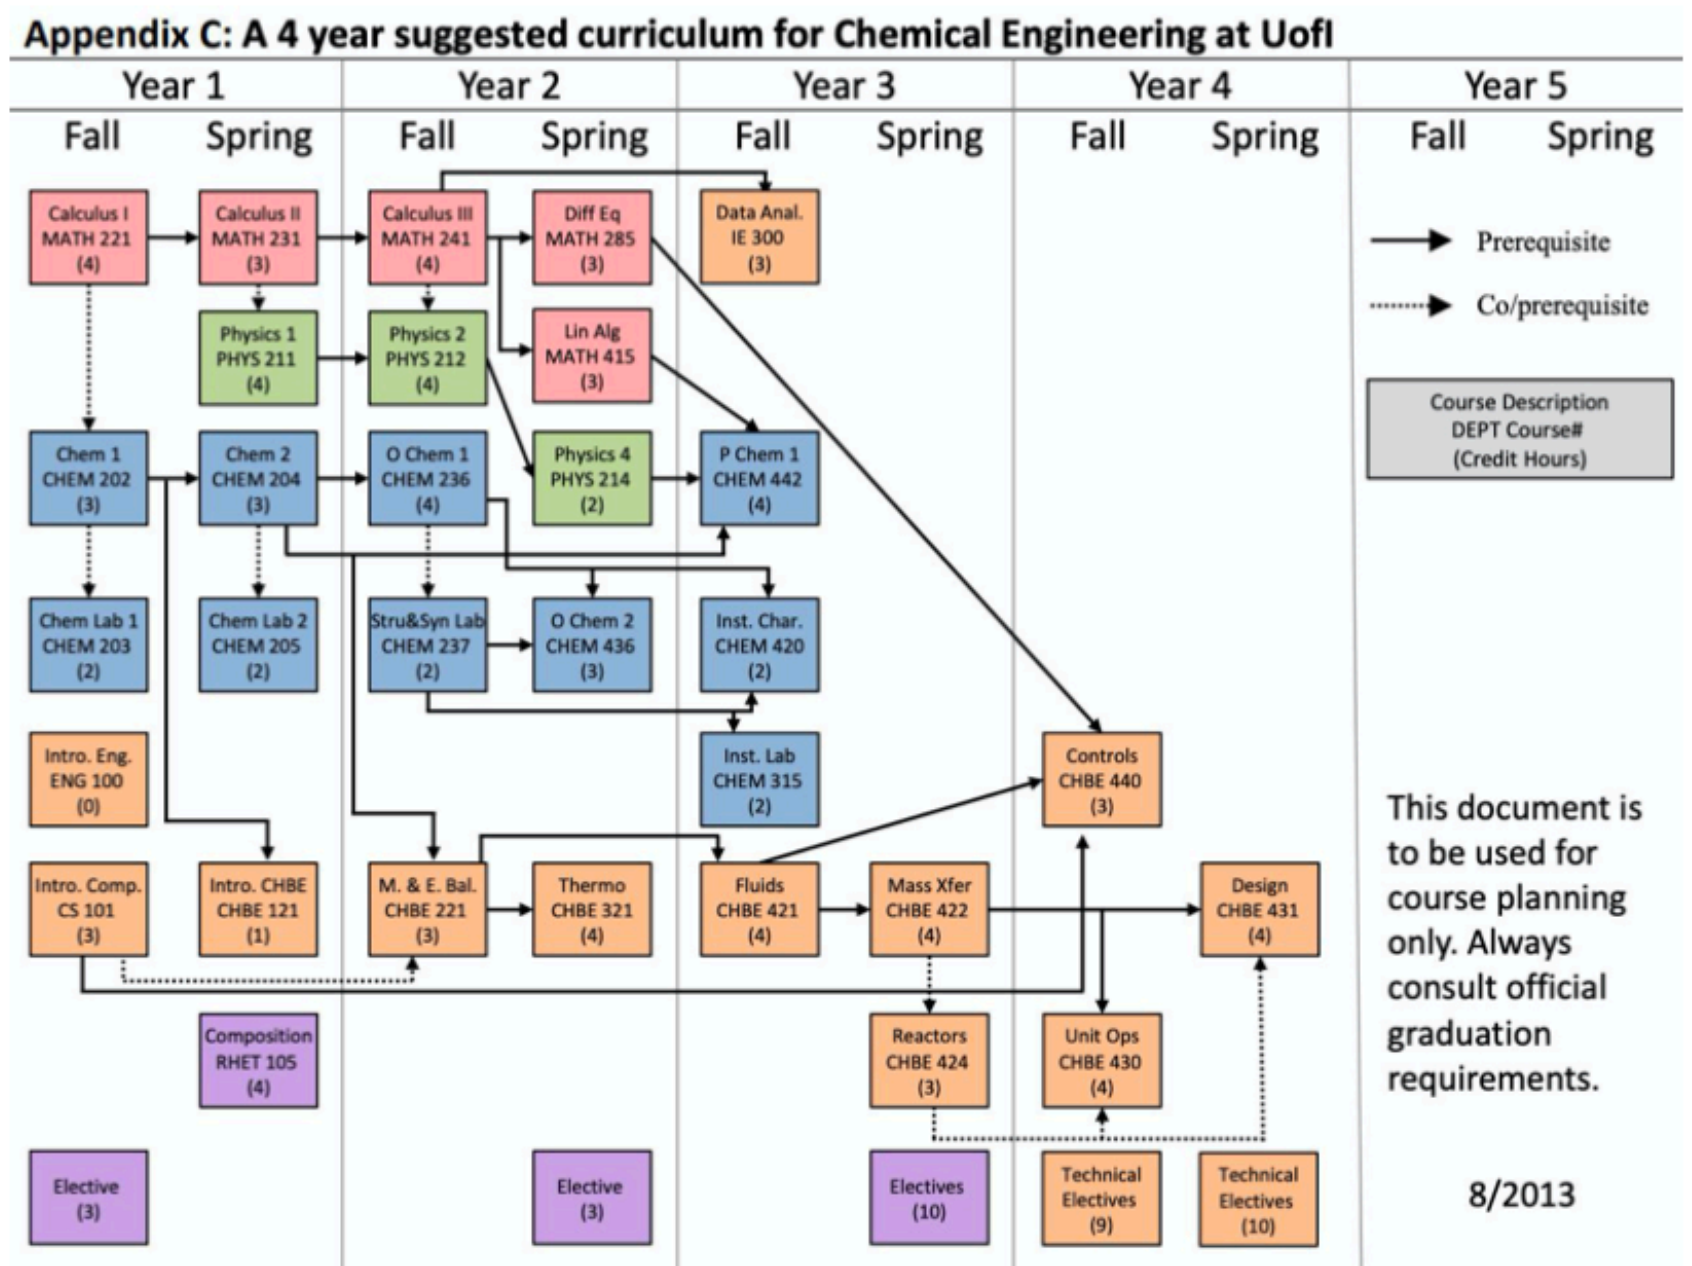 Appendix C: A 4 year suggested curriculum for Chemical Engineering at UofI
Year 1
Year 2
Year 3
Year 4
Year 5
Fall
Spring
Fall
Spring
Fall
Spring
Fall
Spring
Fall
Spring
Calculus I
MATH 221
(4)
Calculus II
MATH 231
(3)
Calculus III
MATH 241
(4)
Diff Eq
MATH 285
(3)
Data Anal.
IE 300
(3)
Prerequisite
Co/prerequisite
Physics 1
PHYS 211
(4)
Physics 2
PHYS 212
(4)
Lin Alg
MATH 415
(3)
Course Description
DEPT Course#
(Credit Hours)
Chem 1
CHEM 202
(3)
Chem 2
CHEM 204
(3)
O Chem 1
CHEM 236
(4)
Physics 4
PHYS 214
(2)
P Chem 1
CHEM 442
(4)
Chem Lab 1
CHEM 203
(2)
Chem Lab 2
CHEM 205
(2)
Stru&Syn Lab
CHEM 237
(2)
O Chem 2
CHEM 436
(3)
Inst. Char.
CHEM 420
(2)
Intro. Eng.
ENG 100
(0)
Inst. Lab
CHEM 315
(2)
Controls
CHBE 440
(3)
Intro. Comp.
CS 101
(3)
Intro. CHBE
CHBE 121
(1)
M. & E. Bal.
CHBE 221
(3)
Thermo
CHBE 321
(4)
Fluids
CHBE 421
(4)
Mass Xfer
CHBE 422
(4)
Design
CHBE 431
(4)
This document is
to be used for
course planning
only. Always
consult official
graduation
requirements.
Composition
RHET 105
(4)
Reactors
CHBE 424
(3)
Unit Ops
CHBE 430
(4)
Elective
(3)
Elective
(3)
Electives
(10)
Technical
Electives
(9)
Technical
Electives
(10)
8/2013